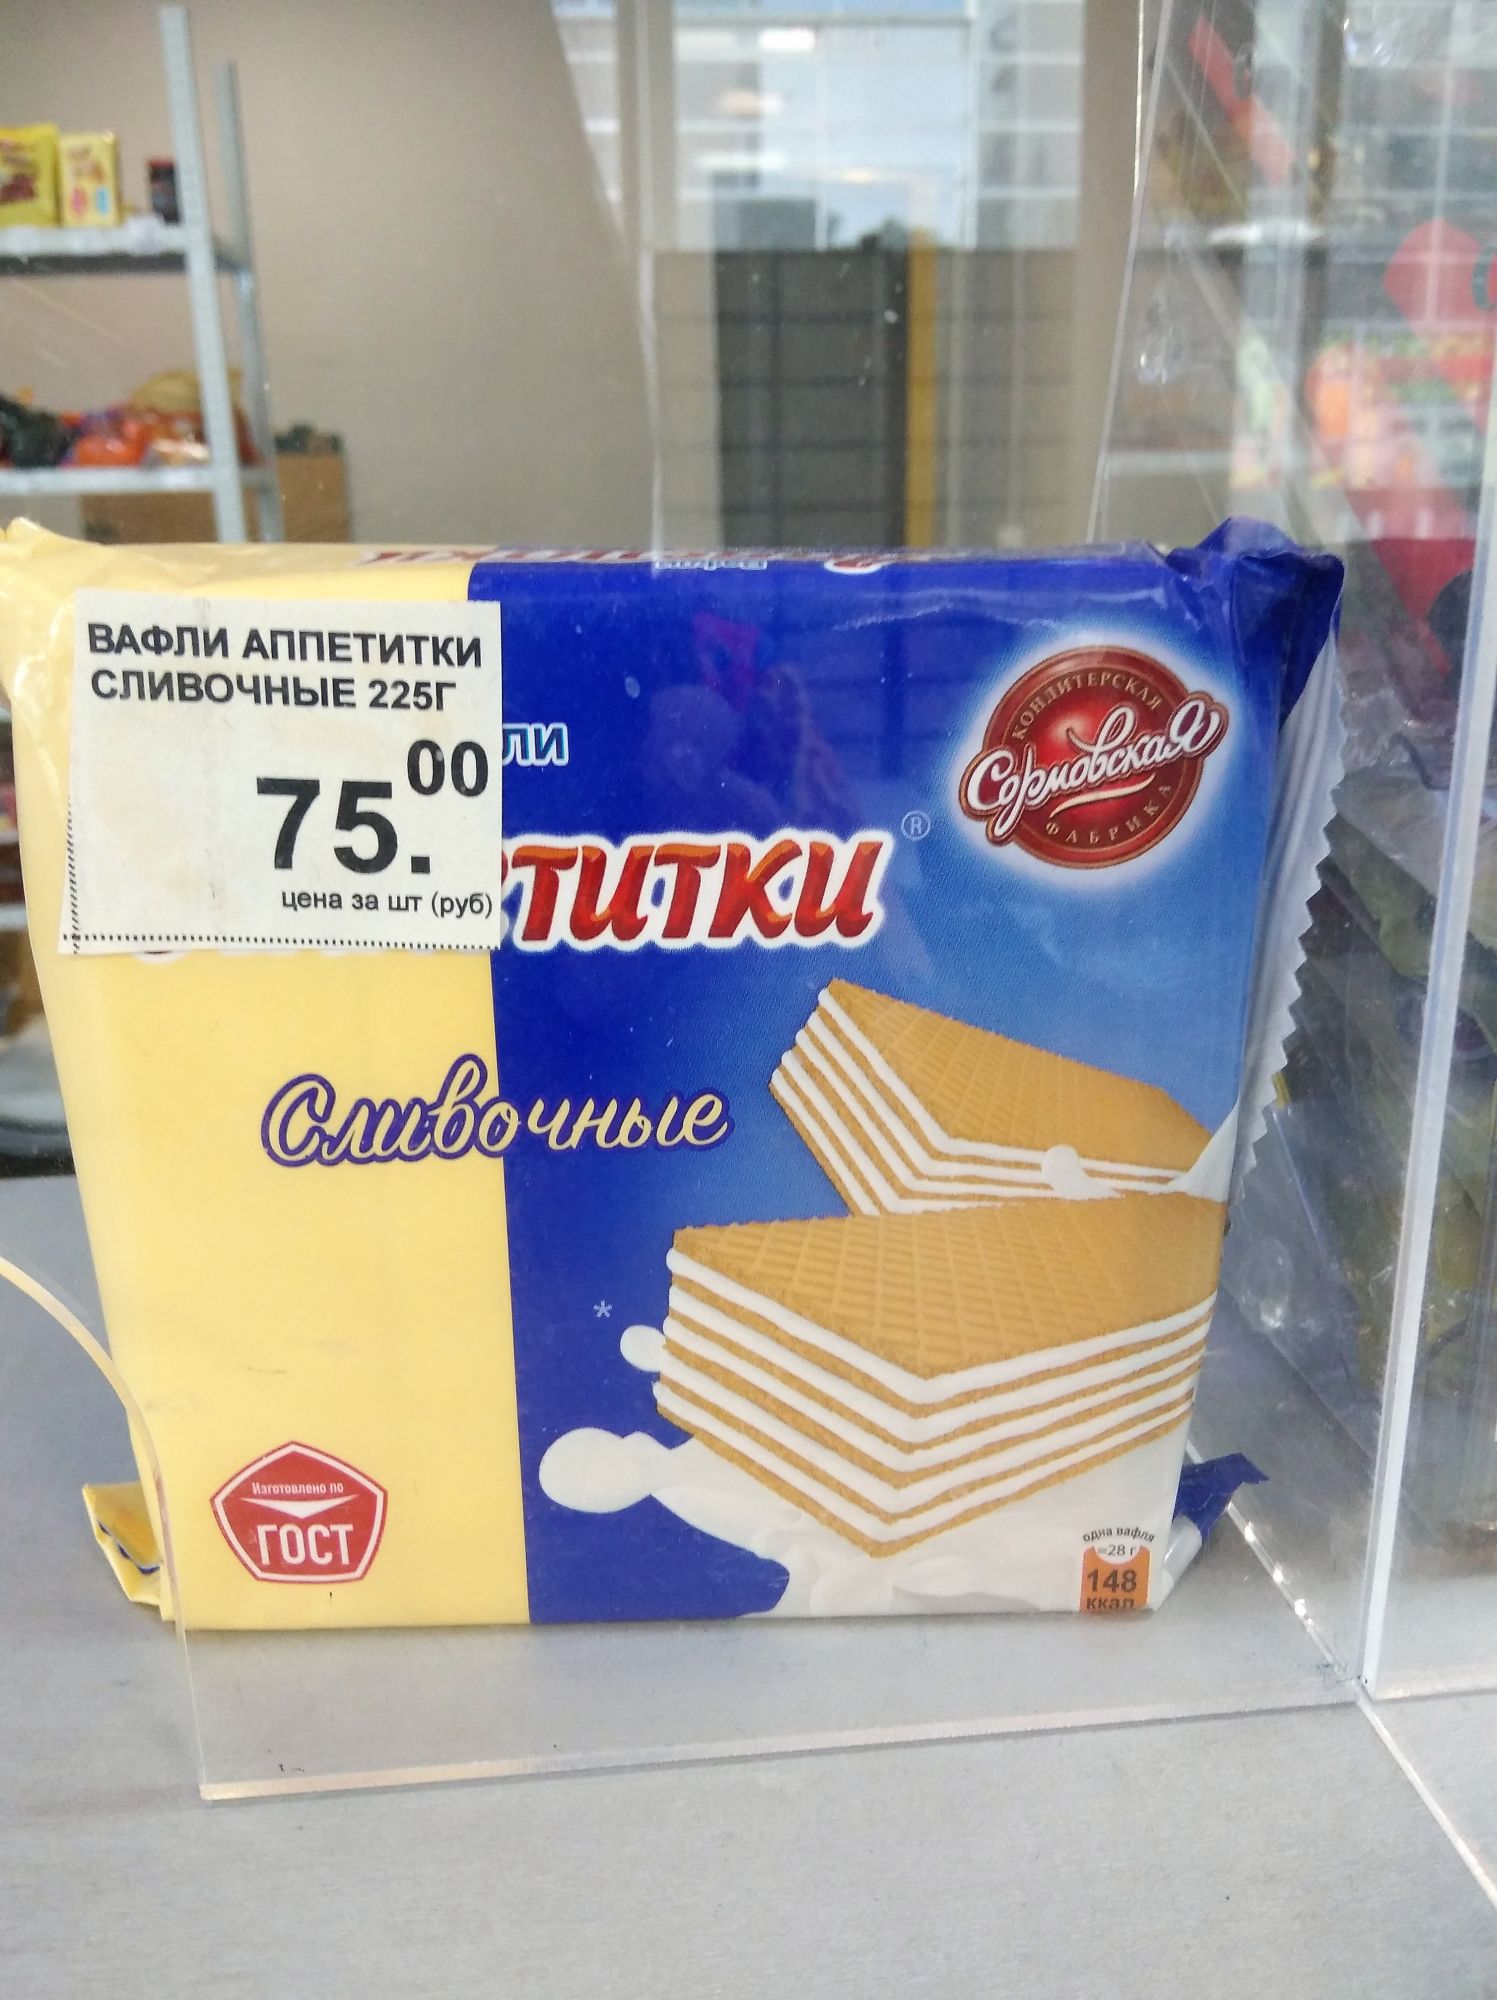 ВАФЛИ АППЕТИТКИ
СЛИВОЧНЫЕ 225Г
75.00
цена за шт (руб)
ли
титки ®
КОНДИТЕРСКАЯ
Сормовская
ФАБРИКА
Сливочные
*
Изготовлено по
ГОСТ
одна вафля
≈28 г
148
ккал